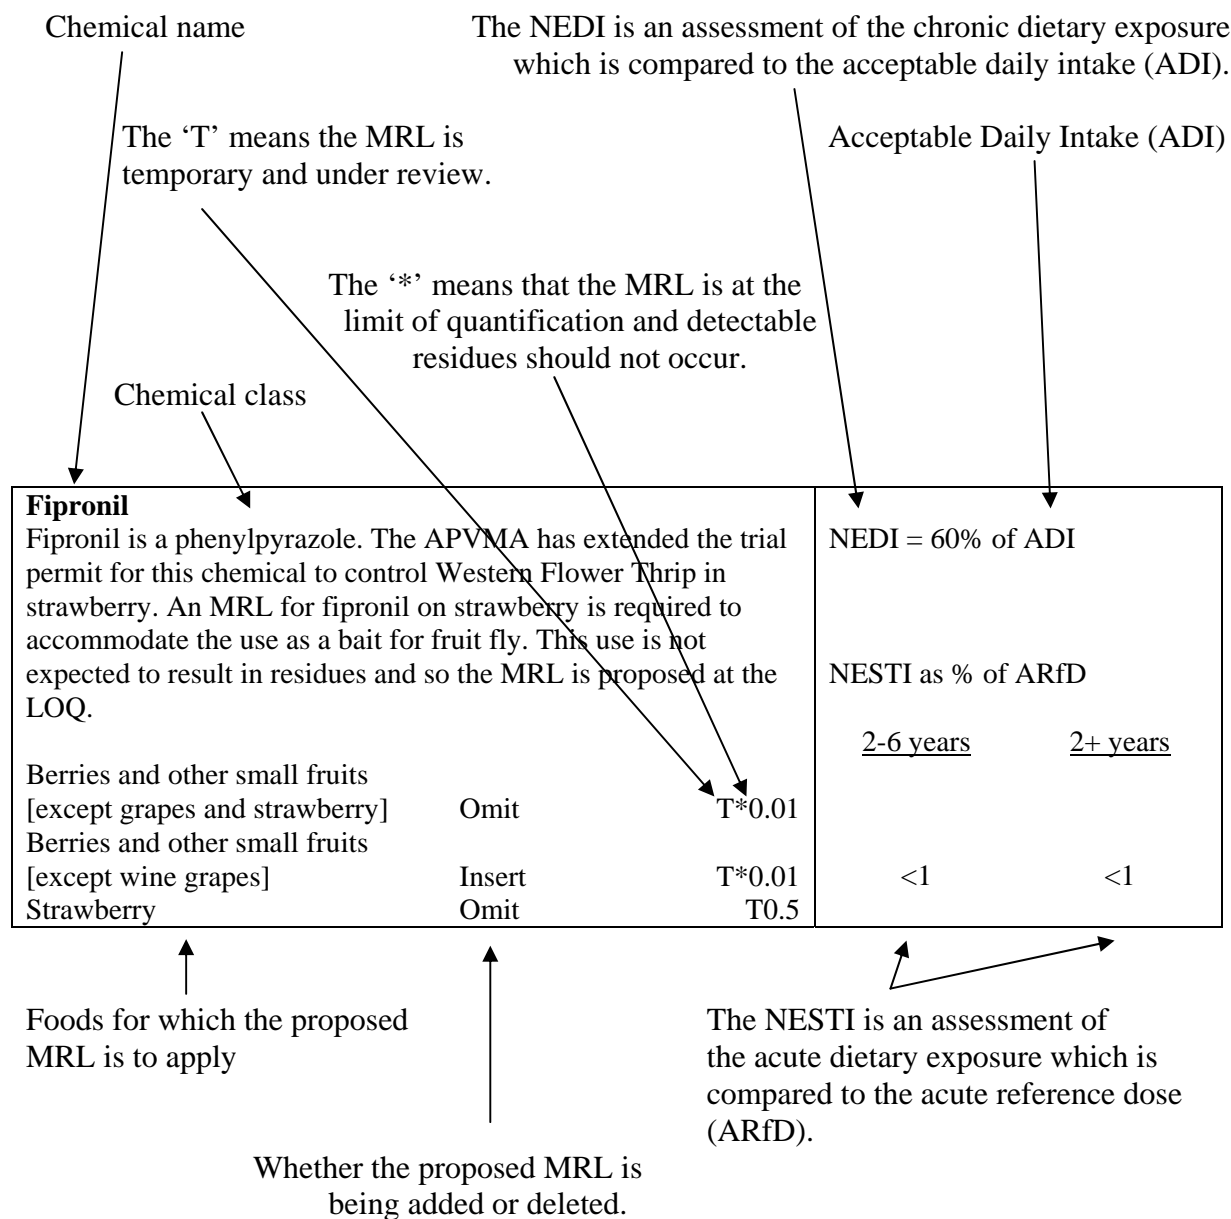 Chemical name
The NEDI is an assessment of the chronic dietary exposure
which is compared to the acceptable daily intake (ADI).
The ‘T’ means the MRL is
temporary and under review.
Acceptable Daily Intake (ADI)
The ‘*’ means that the MRL is at the
limit of quantification and detectable
residues should not occur.
Chemical class
Fipronil
Fipronil is a phenylpyrazole. The APVMA has extended the trial
permit for this chemical to control Western Flower Thrip in
strawberry. An MRL for fipronil on strawberry is required to
accommodate the use as a bait for fruit fly. This use is not
expected to result in residues and so the MRL is proposed at the
LOQ.
NEDI = 60% of ADI
NESTI as % of ARfD
2-6 years 2+ years
Berries and other small fruits
[except grapes and strawberry] Omit T*0.01
Berries and other small fruits
[except wine grapes] Insert T*0.01 <1 <1
Strawberry Omit T0.5
Foods for which the proposed
MRL is to apply
The NESTI is an assessment of
the acute dietary exposure which is
compared to the acute reference dose
(ARfD).
Whether the proposed MRL is
being added or deleted.